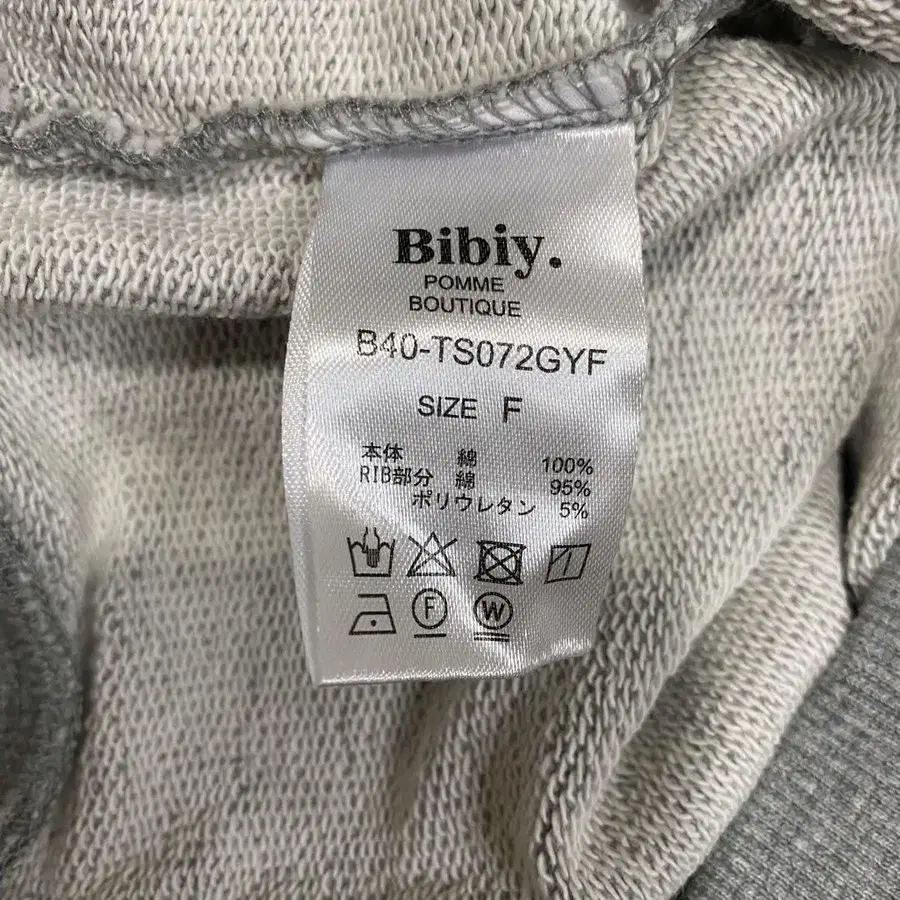 Bibiy.
POMME
BOUTIQUE
B40-TS072GYF
SIZE F
本体 綿 100%
RIB部分 綿 95%
ポリウレタン 5%
F W